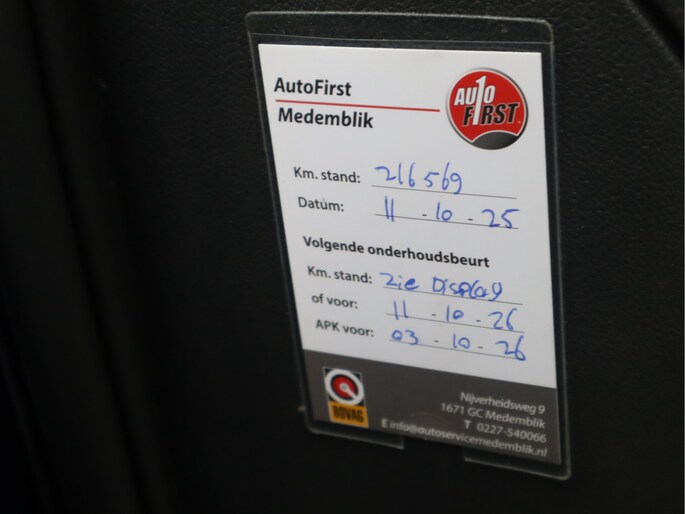 AutoFirst
Medemblik
AUTO
FIRST
Km. stand: 216569
Datum: 11-10-25
Volgende onderhoudsbeurt
Km. stand: Zie Display
of voor: 11-10-26
APK voor: 03-10-26
BOVAG
Nijverheidsweg 9
1671 GC Medemblik
T 0227-540066
E info@autoservicemedemblik.nl